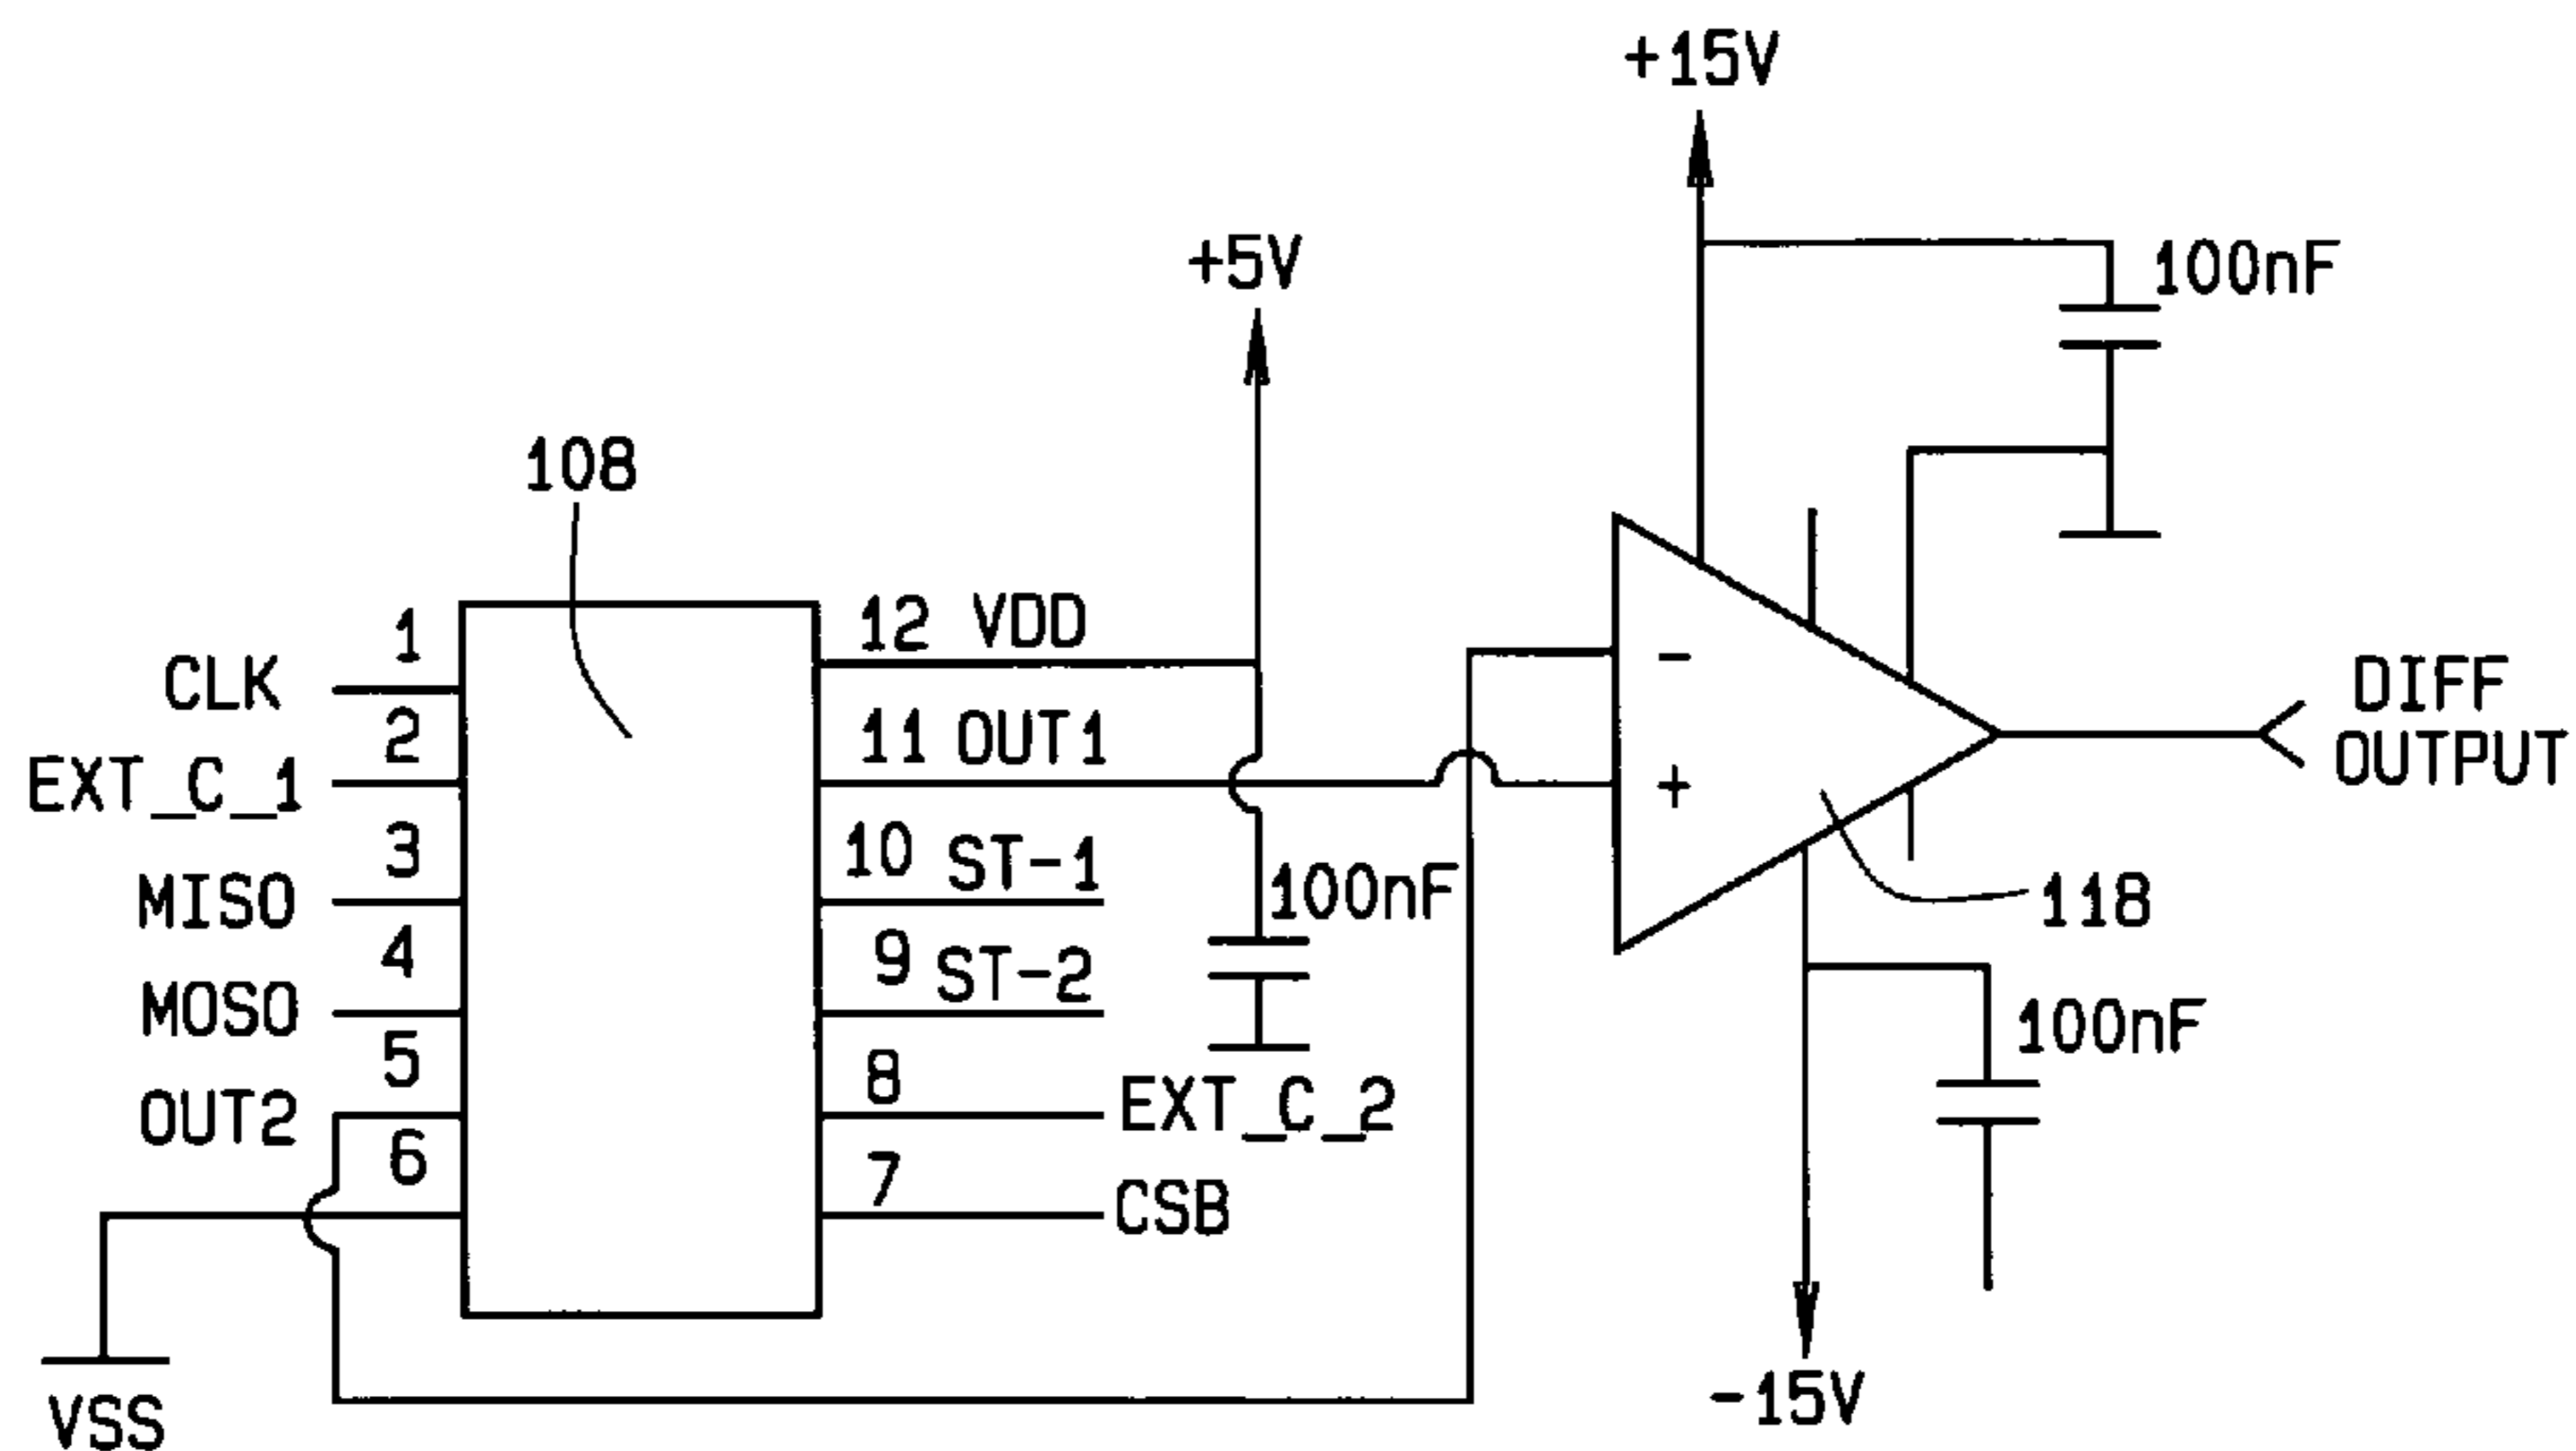 +15V
100nF
+5V
108
1
CLK
2
EXT_C_1
3
MISO
4
MOSO
5
OUT2
6
VSS
12 VDD
11 OUT1
10 ST-1
9 ST-2
8
EXT_C_2
7
CSB
100nF
-
+
DIFF
OUTPUT
118
100nF
-15V